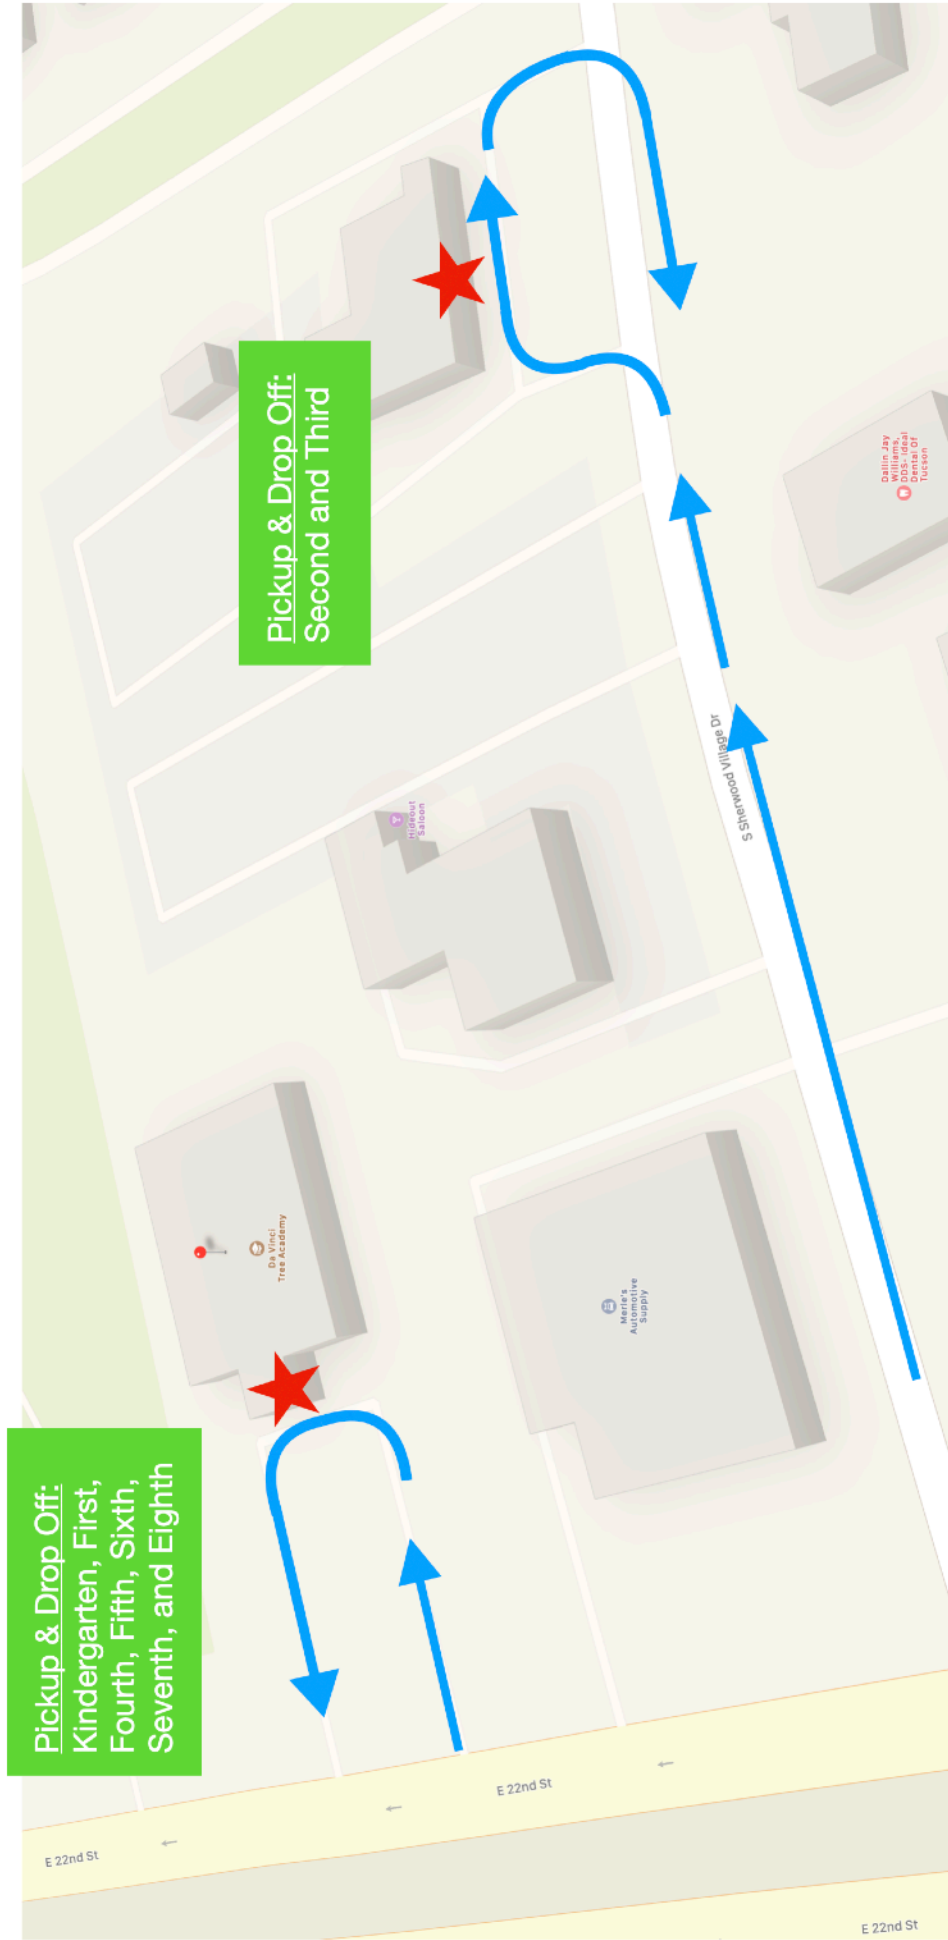 Pickup & Drop Off:
Kindergarten, First,
Fourth, Fifth, Sixth,
Seventh, and Eighth
Pickup & Drop Off:
Second and Third
Da Vinci
Tree Academy
Hideout
Saloon
Merle's
Automotive
Supply
S Sherwood Village Dr
Dallin Jay
Williams,
DDS- Ideal
Dental Of
Tucson
E 22nd St
E 22nd St
E 22nd St